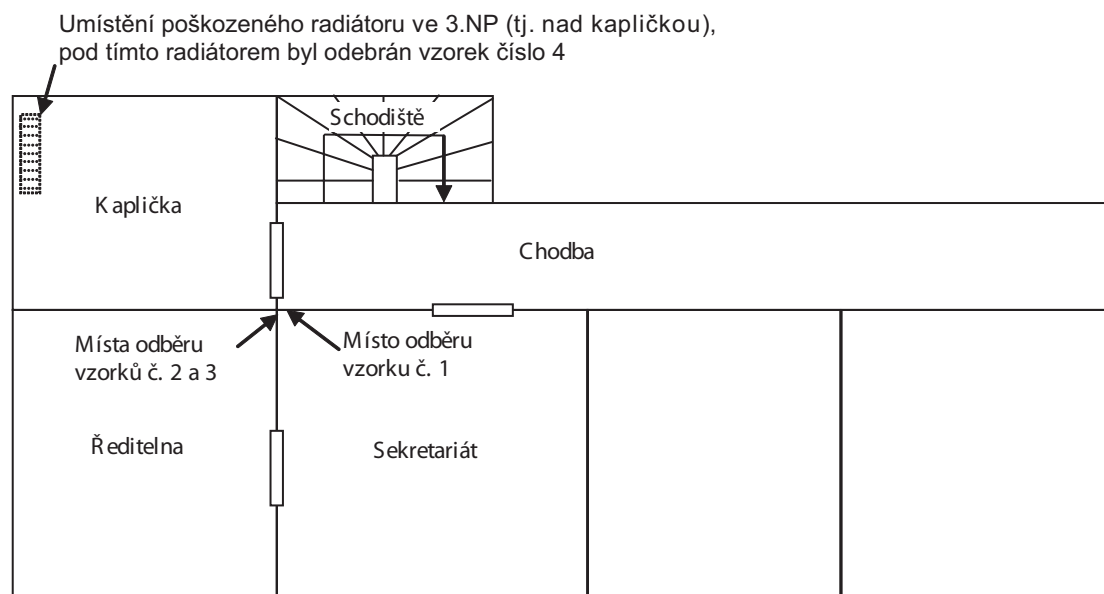 Umístění poškozeného radiátoru ve 3.NP (tj. nad kapličkou),
pod tímto radiátorem byl odebrán vzorek číslo 4
Schodiště
Kaplička
Chodba
Místa odběru
vzorků č. 2 a 3
Místo odběru
vzorku č. 1
Ředitelna
Sekretariát